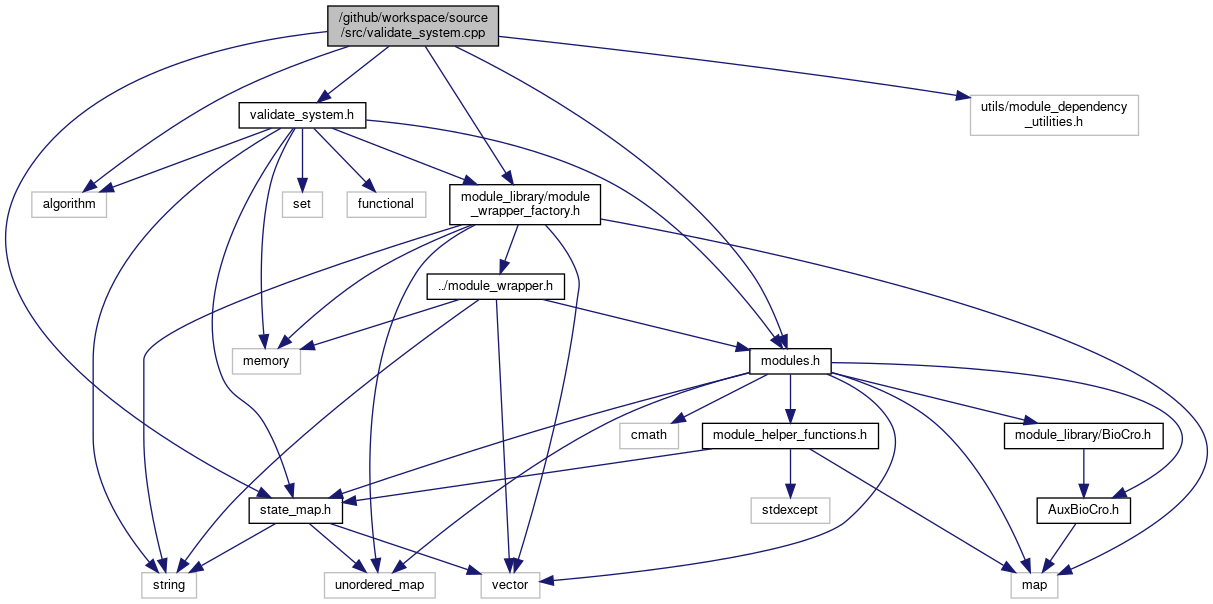 /github/workspace/source
/src/validate_system.cpp
utils/module_dependency
_utilities.h
validate_system.h
algorithm
set
functional
module_library/module
_wrapper_factory.h
../module_wrapper.h
memory
modules.h
cmath
module_helper_functions.h
module_library/BioCro.h
state_map.h
stdexcept
AuxBioCro.h
string
unordered_map
vector
map